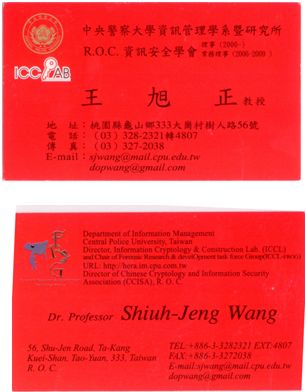 中央警察大學資訊管理學系暨研究所
R.O.C. 資訊安全學會 理事 (2000-)
常務理事 (2006-2009)
ICCLAB
王 旭 正 教授
地 址：桃園縣龜山鄉333大崗村樹人路56號
電 話：(03) 328-2321轉4807
傳 真：(03) 327-2038
E-mail：sjwang@mail.cpu.edu.tw
dopwang@gmail.com
Department of Information Management
Central Police University, Taiwan
Director, Information Cryptology & Construction Lab. (ICCL)
and Chair of Forensic Research & devElopment task force Group(ICCL-FROG)
URL: http://hera.im.cpu.edu.tw
Director of Chinese Cryptology and Information Security
Association (CCISA), R. O. C.
Dr. Professor Shiuh-Jeng Wang
56, Shu-Jen Road, Ta-Kang
Kuei-Shan, Tao-Yuan, 333, Taiwan
R. O. C.
TEL:+886-3-3282321 EXT:4807
FAX:+886-3-3272038
E-mail:sjwang@mail.cpu.edu.tw
dopwang@gmail.com